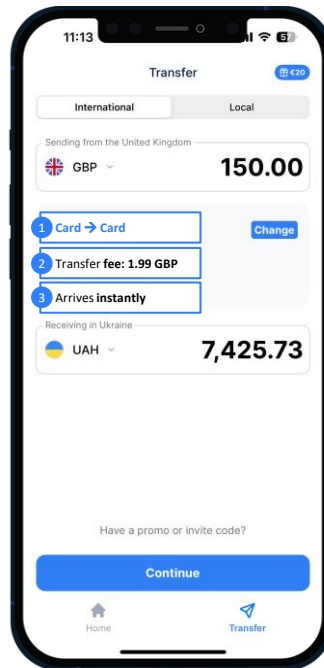 11:13
57
Transfer
€20
International
Local
Sending from the United Kingdom
GBP
150.00
1 Card → Card
Change
2 Transfer fee: 1.99 GBP
3 Arrives instantly
Receiving in Ukraine
UAH
7,425.73
Have a promo or invite code?
Continue
Home
Transfer